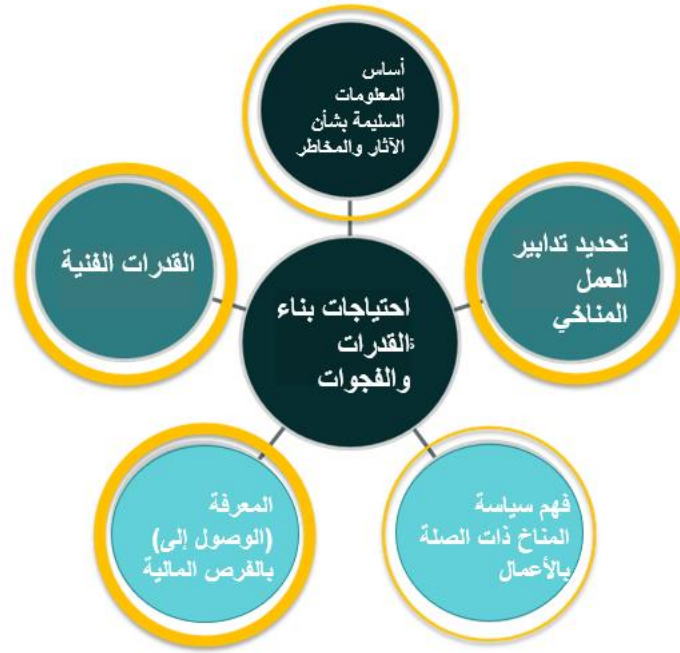 أساس
المعلومات
السليمة بشأن
الآثار والمخاطر
تحديد تدابير
العمل
المناخي
القدرات الفنية
احتياجات بناء
القدرات
والفجوات
المعرفة
(الوصول إلى)
بالفرص المالية
فهم سياسة
المناخ ذات الصلة
بالأعمال